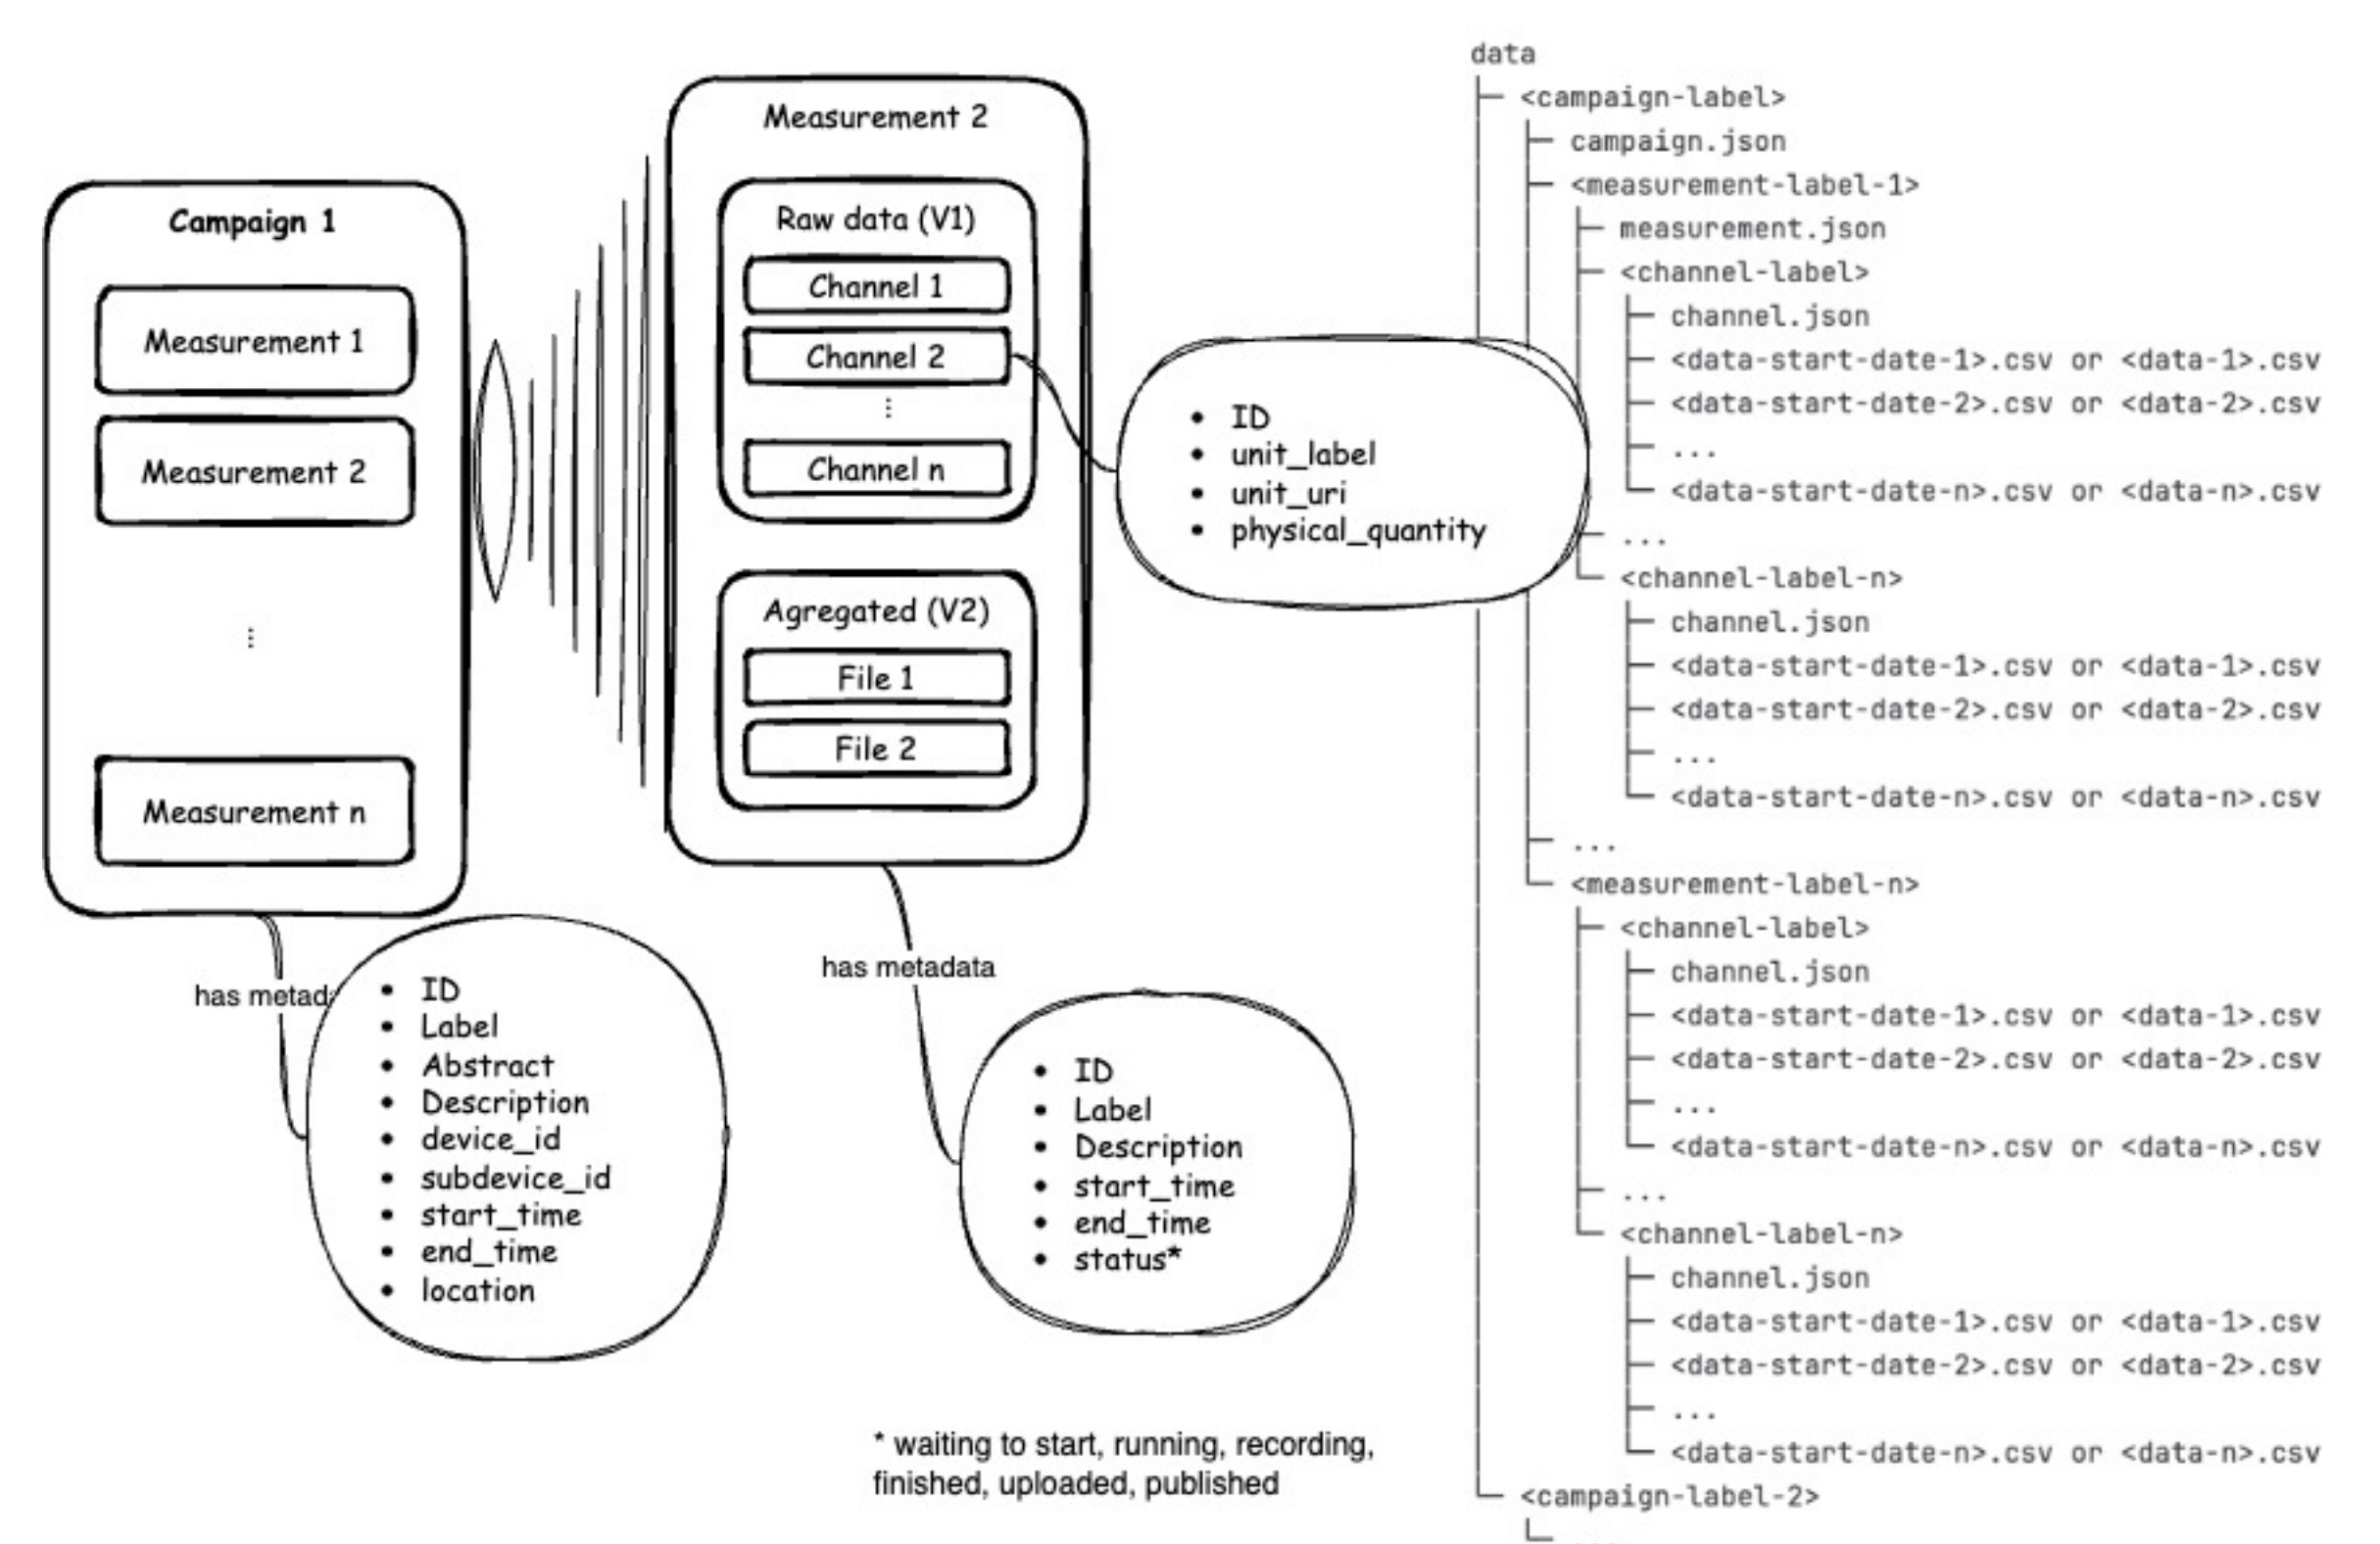 Campaign 1
Measurement 1
Measurement 2
⋮
Measurement n
has metada
• ID
• Label
• Abstract
• Description
• device_id
• subdevice_id
• start_time
• end_time
• location
Measurement 2
Raw data (V1)
Channel 1
Channel 2
⋮
Channel n
Agregated (V2)
File 1
File 2
has metadata
• ID
• Label
• Description
• start_time
• end_time
• status*
* waiting to start, running, recording,
finished, uploaded, published
• ID
• unit_label
• unit_uri
• physical_quantity
data
<campaign-label>
campaign.json
<measurement-label-1>
measurement.json
<channel-label>
channel.json
<data-start-date-1>.csv or <data-1>.csv
<data-start-date-2>.csv or <data-2>.csv
...
<data-start-date-n>.csv or <data-n>.csv
...
<channel-label-n>
channel.json
<data-start-date-1>.csv or <data-1>.csv
<data-start-date-2>.csv or <data-2>.csv
...
<data-start-date-n>.csv or <data-n>.csv
...
<measurement-label-n>
<channel-label>
channel.json
<data-start-date-1>.csv or <data-1>.csv
<data-start-date-2>.csv or <data-2>.csv
...
<data-start-date-n>.csv or <data-n>.csv
...
<channel-label-n>
channel.json
<data-start-date-1>.csv or <data-1>.csv
<data-start-date-2>.csv or <data-2>.csv
...
<data-start-date-n>.csv or <data-n>.csv
<campaign-label-2>
...